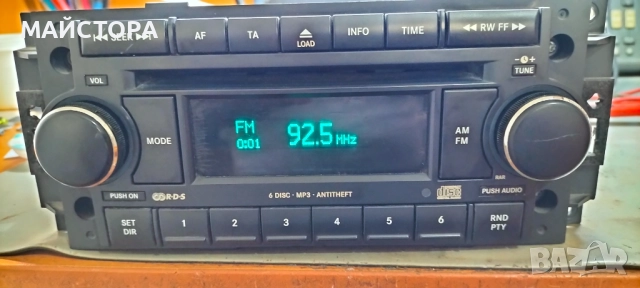 МАЙСТОРА
|◀◀ SEEK ▶▶|
AF
TA
LOAD
INFO
TIME
◀◀ RW FF ▶▶
VOL
TUNE
MODE
FM
0:01
92.5 MHz
AM
FM
PUSH ON
R·D·S
6 DISC · MP3 · ANTITHEFT
disc
PUSH AUDIO
SET
DIR
1
2
3
4
5
6
RND
PTY
BAZAR